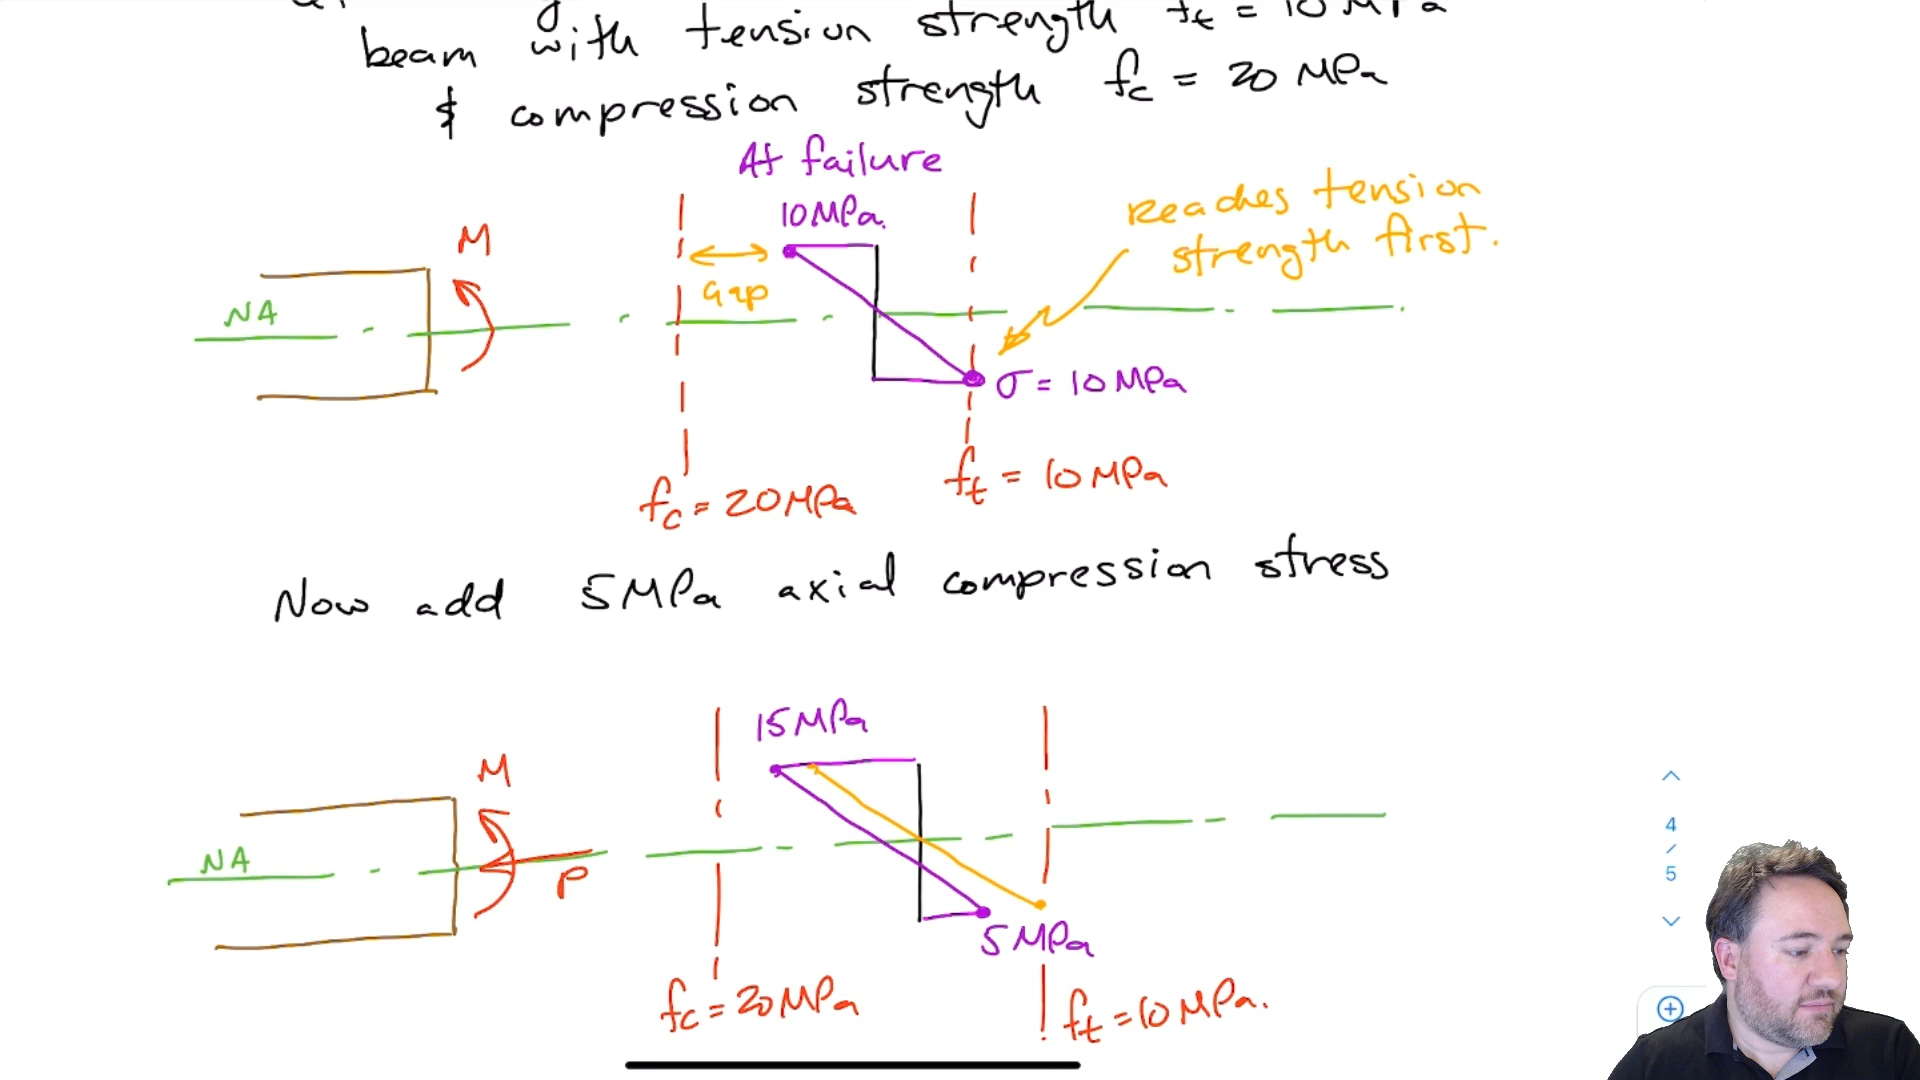 beam with tension strength ft = 10 MPa
& compression strength fc = 20 MPa
At failure
10MPa.
Reaches tension
strength first.
M
NA
Gap
σ = 10MPa
ft = 10MPa
fc = 20MPa
Now add 5MPa axial compression stress
15MPa
M
NA
P
5MPa
fc = 20MPa
ft = 10MPa.
4
/
5